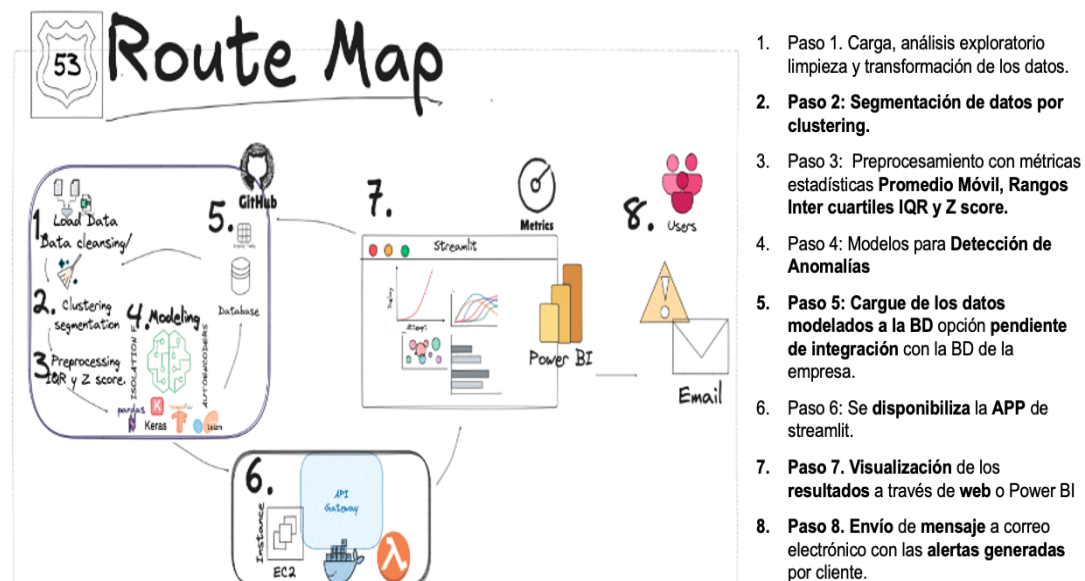 53
Route Map
GitHub
1.
Load Data
Data cleansing/
2. Clustering
segmentation
3. Preprocessing
IQR y Z score.
4. Modeling
ISOLATION
AUTOENCODERS
pandas
Keras
TensorFlow
learn
5.
Database
6.
Instance
EC2
API
Gateway
7.
Metrics
Streamlit
Power BI
8. Users
Email
1. Paso 1. Carga, análisis exploratorio
limpieza y transformación de los datos.
2. Paso 2: Segmentación de datos por
clustering.
3. Paso 3: Preprocesamiento con métricas
estadísticas Promedio Móvil, Rangos
Inter cuartiles IQR y Z score.
4. Paso 4: Modelos para Detección de
Anomalías
5. Paso 5: Cargue de los datos
modelados a la BD opción pendiente
de integración con la BD de la
empresa.
6. Paso 6: Se disponibiliza la APP de
streamlit.
7. Paso 7. Visualización de los
resultados a través de web o Power BI
8. Paso 8. Envío de mensaje a correo
electrónico con las alertas generadas
por cliente.